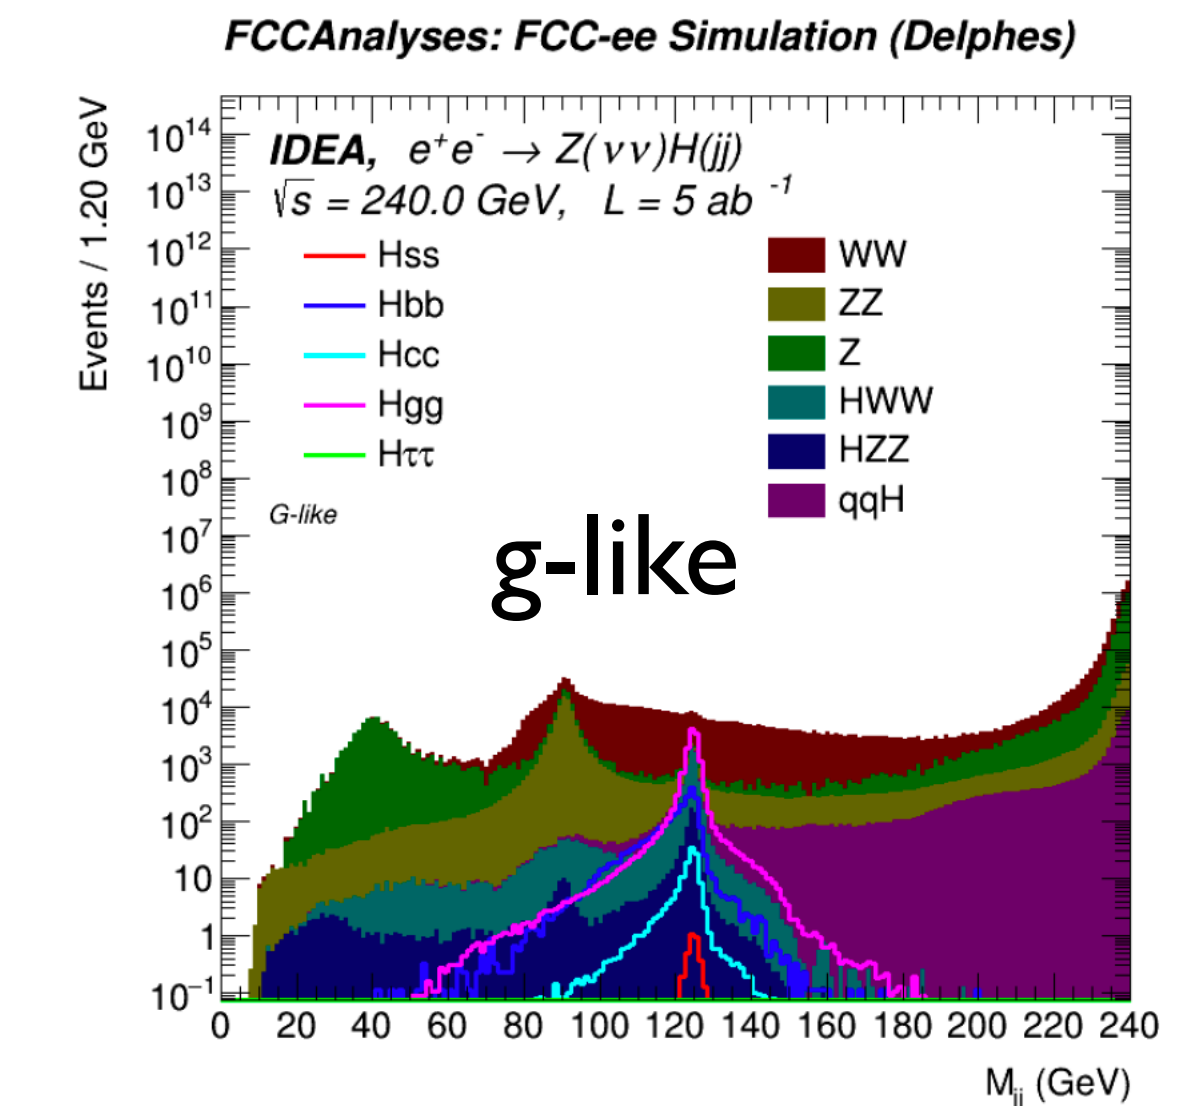 FCCAnalyses: FCC-ee Simulation (Delphes)
Events / 1.20 GeV
IDEA, e⁺e⁻ → Z(νν)H(jj)
√s = 240.0 GeV, L = 5 ab ⁻¹
Hss
Hbb
Hcc
Hgg
Hττ
WW
ZZ
Z
HWW
HZZ
qqH
G-like
g-like
10¹⁴
10¹³
10¹²
10¹¹
10¹⁰
10⁹
10⁸
10⁷
10⁶
10⁵
10⁴
10³
10²
10
1
10⁻¹
0 20 40 60 80 100 120 140 160 180 200 220 240
Mjj (GeV)